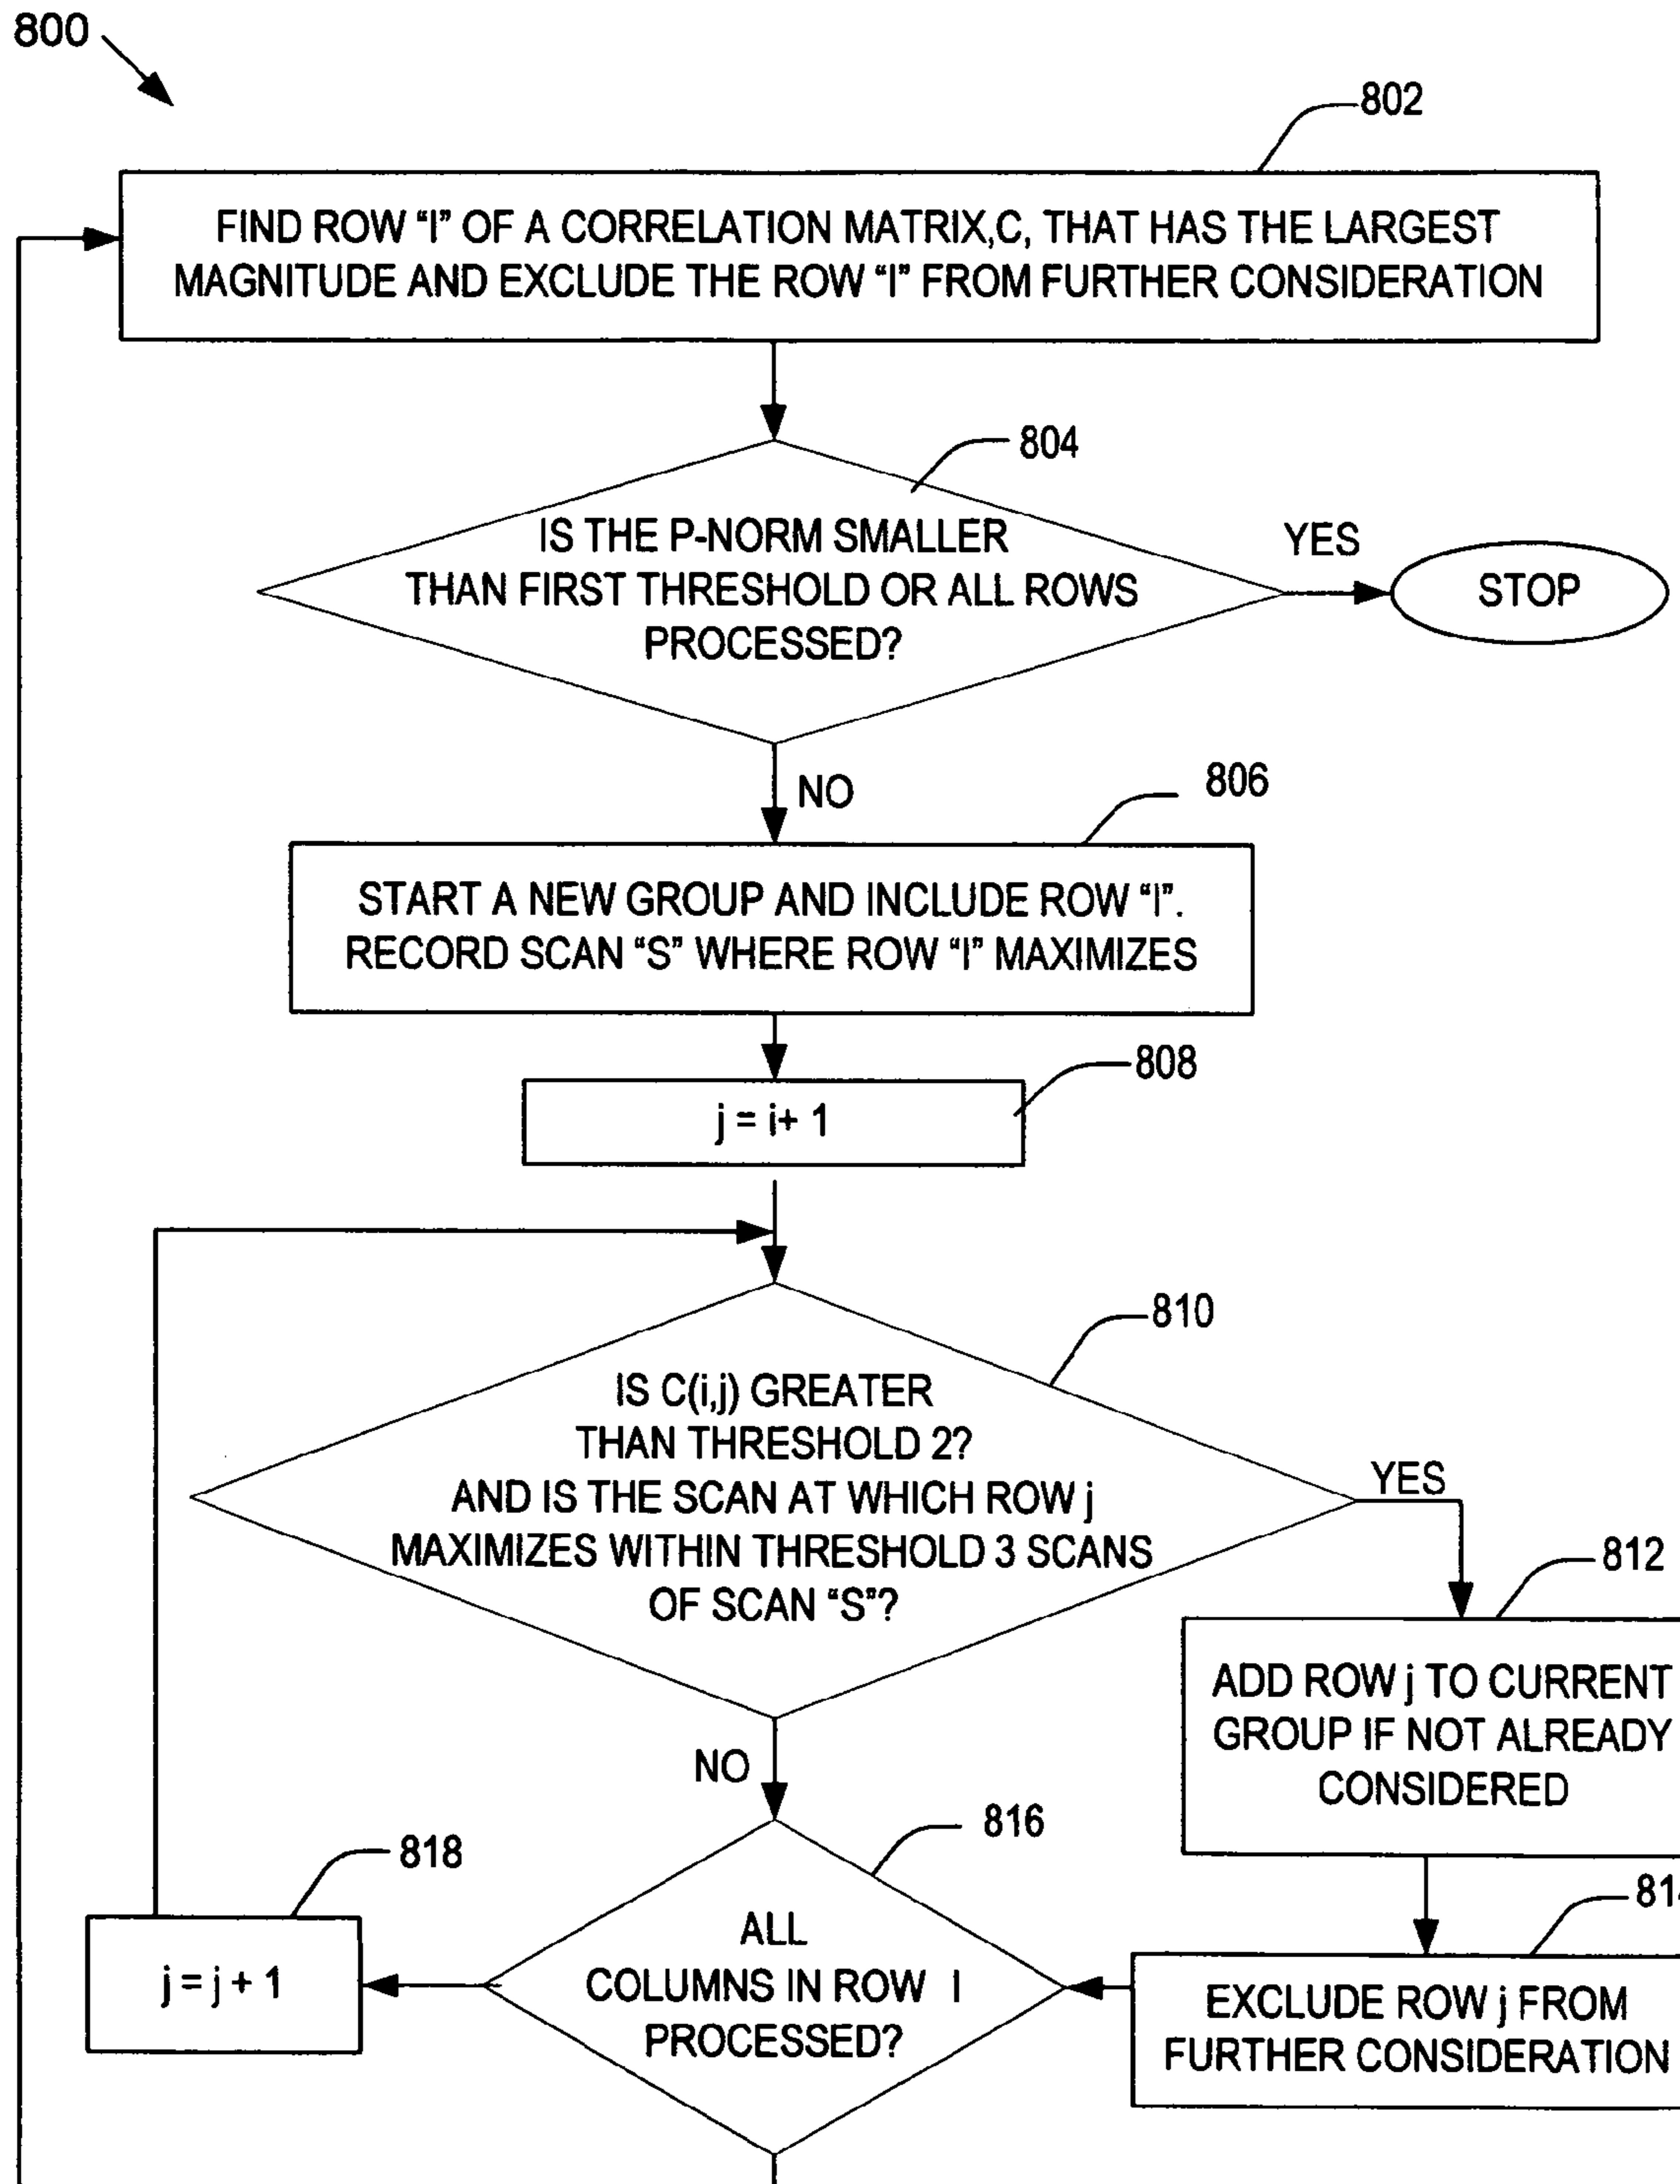 800
802
FIND ROW “I” OF A CORRELATION MATRIX,C, THAT HAS THE LARGEST
MAGNITUDE AND EXCLUDE THE ROW “I” FROM FURTHER CONSIDERATION
804
IS THE P-NORM SMALLER
THAN FIRST THRESHOLD OR ALL ROWS
PROCESSED?
YES
STOP
NO
806
START A NEW GROUP AND INCLUDE ROW “I”.
RECORD SCAN “S” WHERE ROW “I” MAXIMIZES
808
j = i+ 1
810
IS C(i,j) GREATER
THAN THRESHOLD 2?
AND IS THE SCAN AT WHICH ROW j
MAXIMIZES WITHIN THRESHOLD 3 SCANS
OF SCAN “S”?
YES
812
ADD ROW j TO CURRENT
GROUP IF NOT ALREADY
CONSIDERED
NO
816
818
ALL
COLUMNS IN ROW I
PROCESSED?
j = j + 1
EXCLUDE ROW j FROM
FURTHER CONSIDERATION